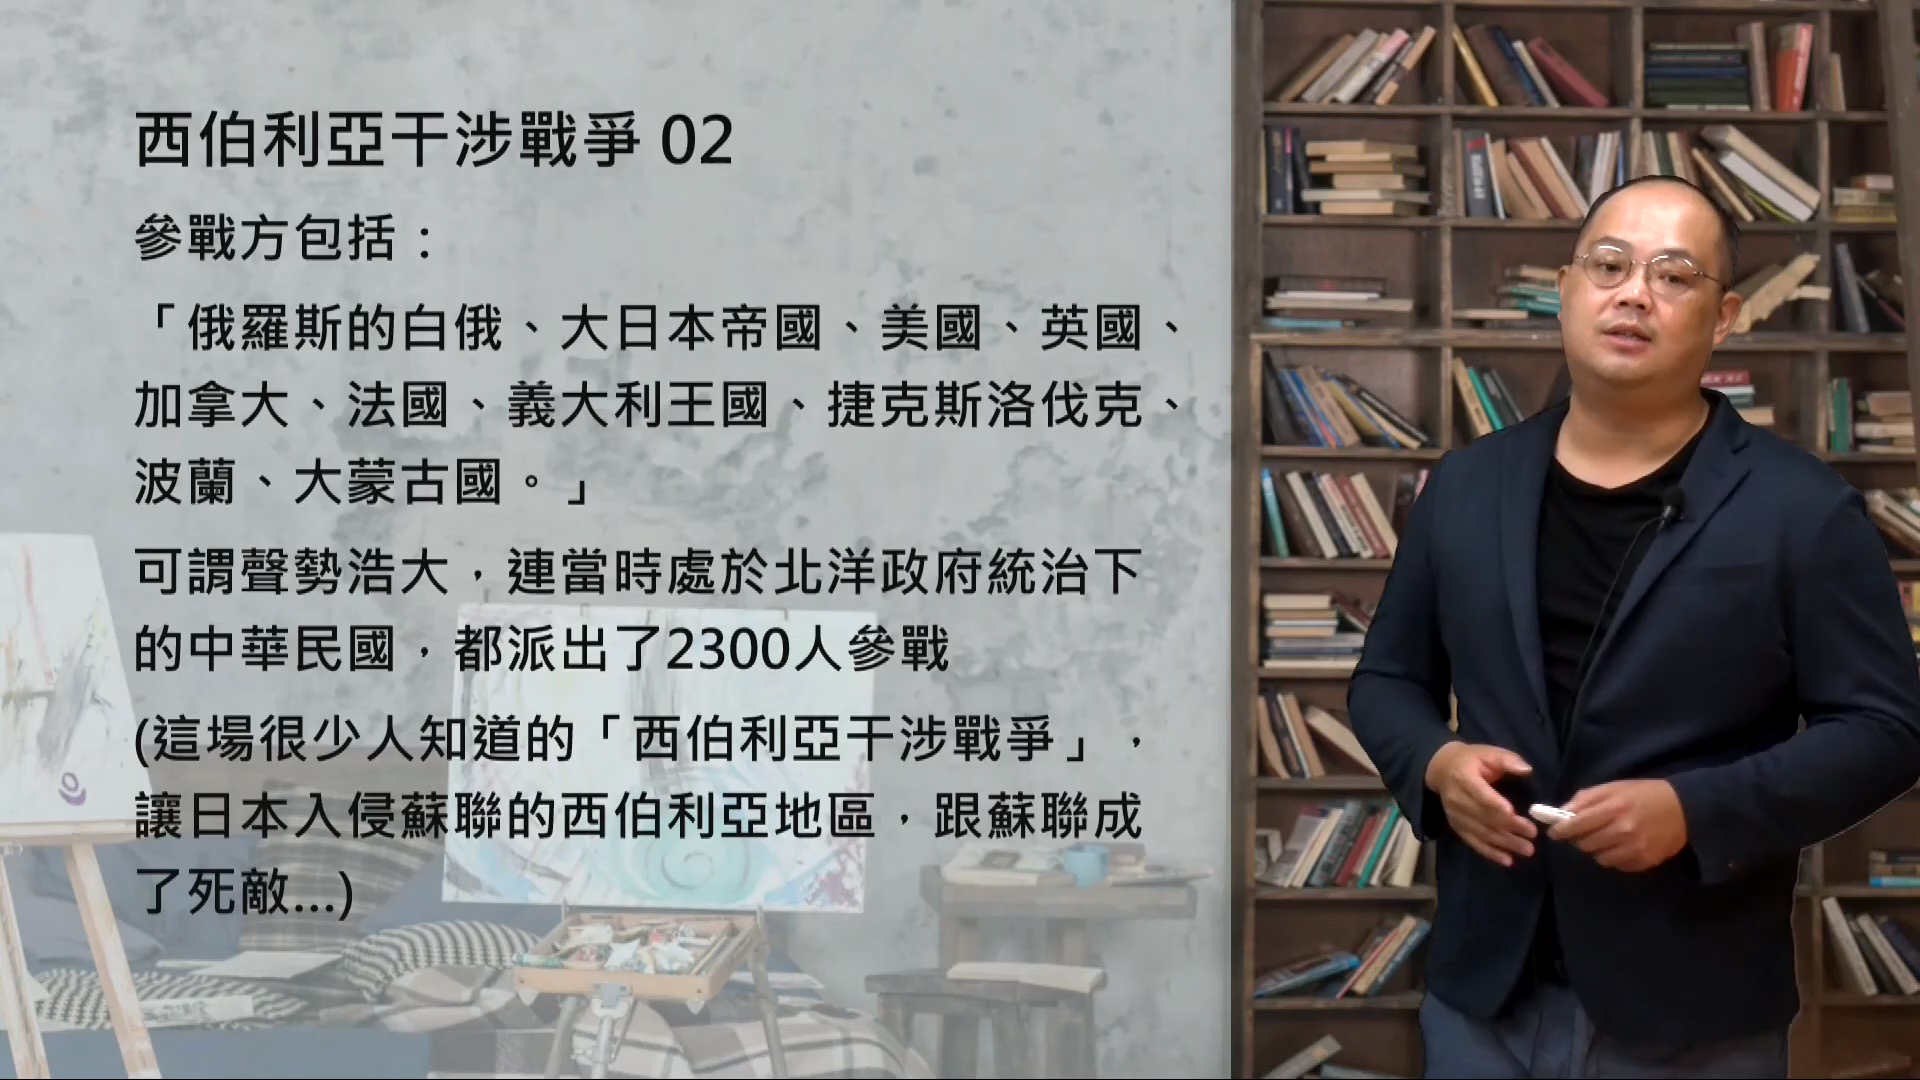 西伯利亞干涉戰爭 02
參戰方包括：
「俄羅斯的白俄、大日本帝國、美國、英國、
加拿大、法國、義大利王國、捷克斯洛伐克、
波蘭、大蒙古國。」
可謂聲勢浩大，連當時處於北洋政府統治下
的中華民國，都派出了2300人參戰
(這場很少人知道的「西伯利亞干涉戰爭」，
讓日本入侵蘇聯的西伯利亞地區，跟蘇聯成
了死敵...)